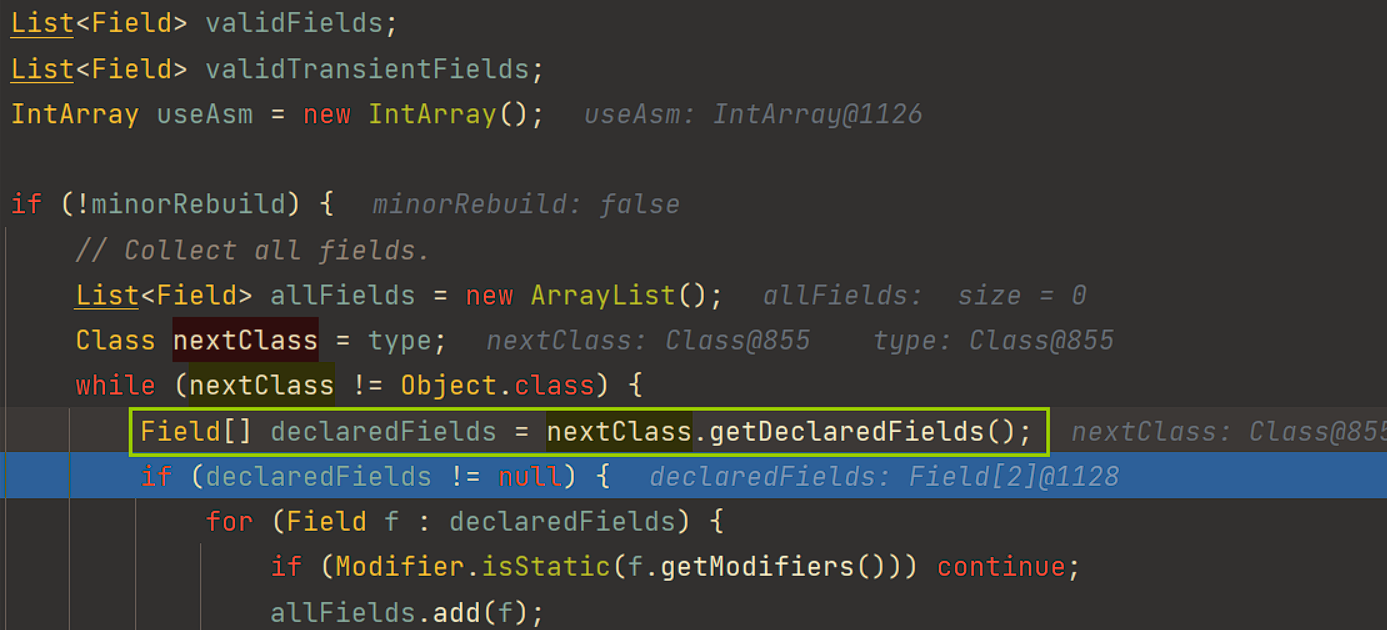 List<Field> validFields;
List<Field> validTransientFields;
IntArray useAsm = new IntArray(); useAsm: IntArray@1126
if (!minorRebuild) { minorRebuild: false
// Collect all fields.
List<Field> allFields = new ArrayList(); allFields: size = 0
Class nextClass = type; nextClass: Class@855 type: Class@855
while (nextClass != Object.class) {
Field[] declaredFields = nextClass.getDeclaredFields(); nextClass: Class@855
if (declaredFields != null) { declaredFields: Field[2]@1128
for (Field f : declaredFields) {
if (Modifier.isStatic(f.getModifiers())) continue;
allFields.add(f);